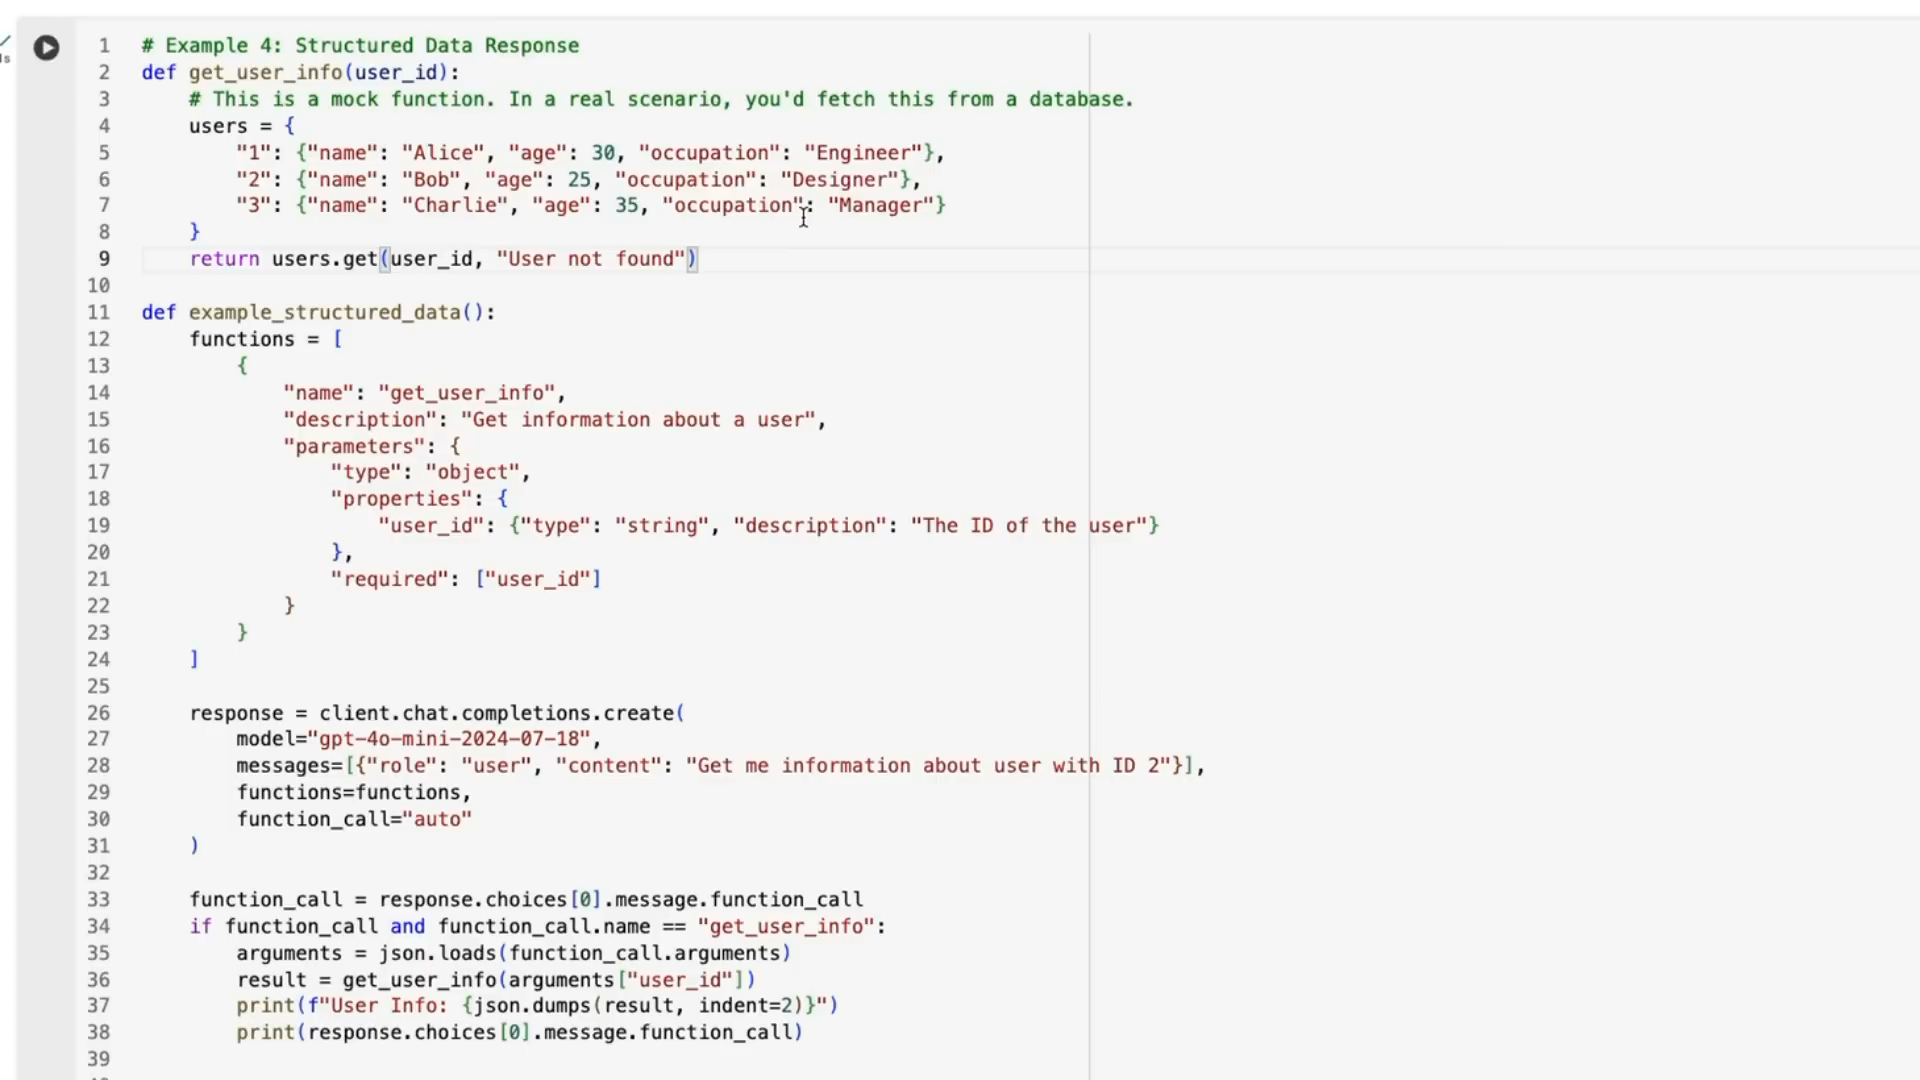 1 # Example 4: Structured Data Response
2 def get_user_info(user_id):
3     # This is a mock function. In a real scenario, you'd fetch this from a database.
4     users = {
5         "1": {"name": "Alice", "age": 30, "occupation": "Engineer"},
6         "2": {"name": "Bob", "age": 25, "occupation": "Designer"},
7         "3": {"name": "Charlie", "age": 35, "occupation": "Manager"}
8     }
9     return users.get(user_id, "User not found")
10
11 def example_structured_data():
12     functions = [
13         {
14             "name": "get_user_info",
15             "description": "Get information about a user",
16             "parameters": {
17                 "type": "object",
18                 "properties": {
19                     "user_id": {"type": "string", "description": "The ID of the user"}
20                 },
21                 "required": ["user_id"]
22             }
23         }
24     ]
25
26     response = client.chat.completions.create(
27         model="gpt-4o-mini-2024-07-18",
28         messages=[{"role": "user", "content": "Get me information about user with ID 2"}],
29         functions=functions,
30         function_call="auto"
31     )
32
33     function_call = response.choices[0].message.function_call
34     if function_call and function_call.name == "get_user_info":
35         arguments = json.loads(function_call.arguments)
36         result = get_user_info(arguments["user_id"])
37         print(f"User Info: {json.dumps(result, indent=2)}")
38         print(response.choices[0].message.function_call)
39